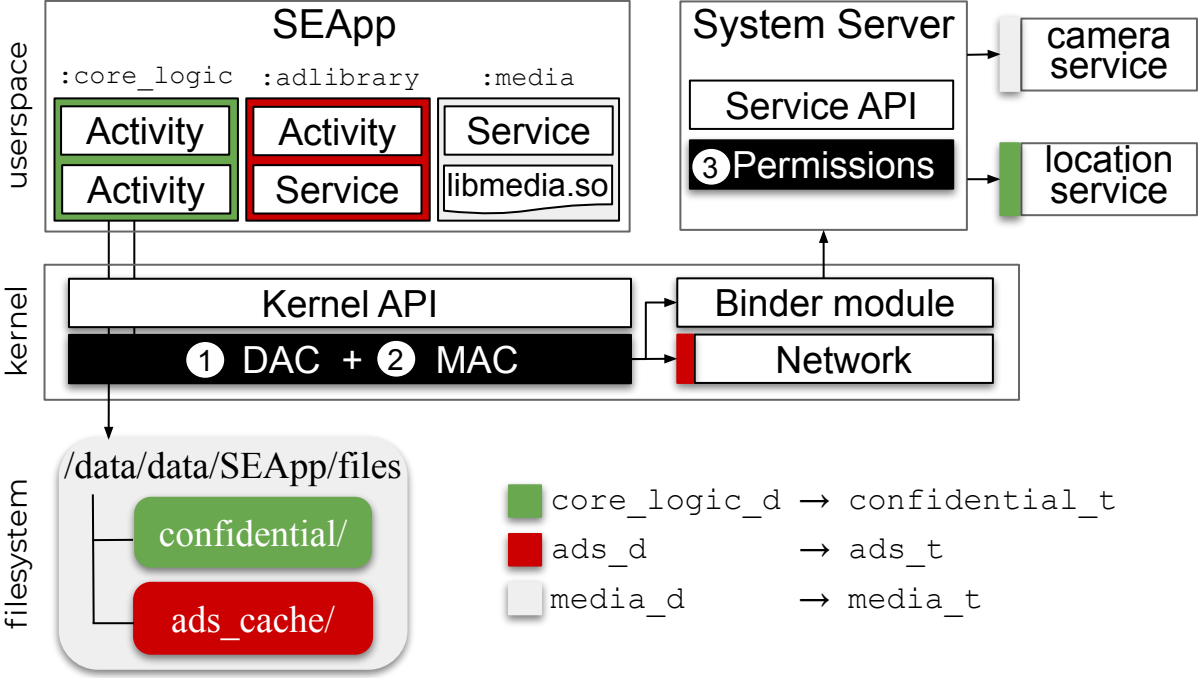 userspace
SEApp
:core_logic :adlibrary :media
Activity
Activity
Activity
Service
Service
libmedia.so
System Server
Service API
3 Permissions
camera
service
location
service
kernel
Kernel API
1 DAC + 2 MAC
Binder module
Network
filesystem
/data/data/SEApp/files
confidential/
ads_cache/
core_logic_d → confidential_t
ads_d → ads_t
media_d → media_t